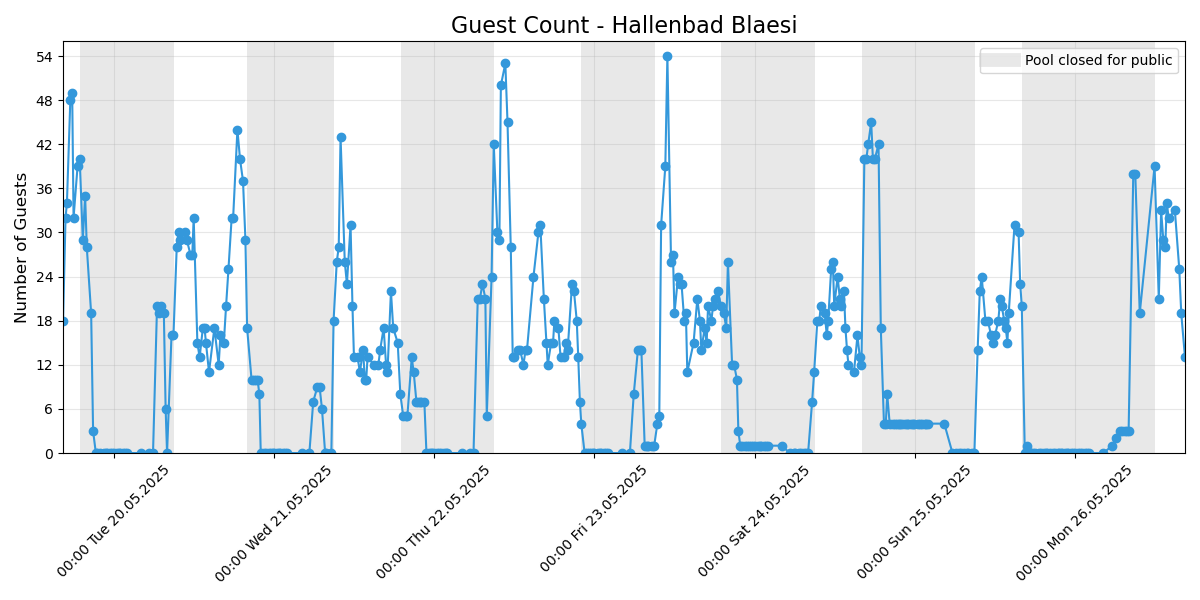 Guest Count - Hallenbad Blaesi
Pool closed for public
Number of Guests
54
48
42
36
30
24
18
12
6
0
00:00 Tue 20.05.2025
00:00 Wed 21.05.2025
00:00 Thu 22.05.2025
00:00 Fri 23.05.2025
00:00 Sat 24.05.2025
00:00 Sun 25.05.2025
00:00 Mon 26.05.2025